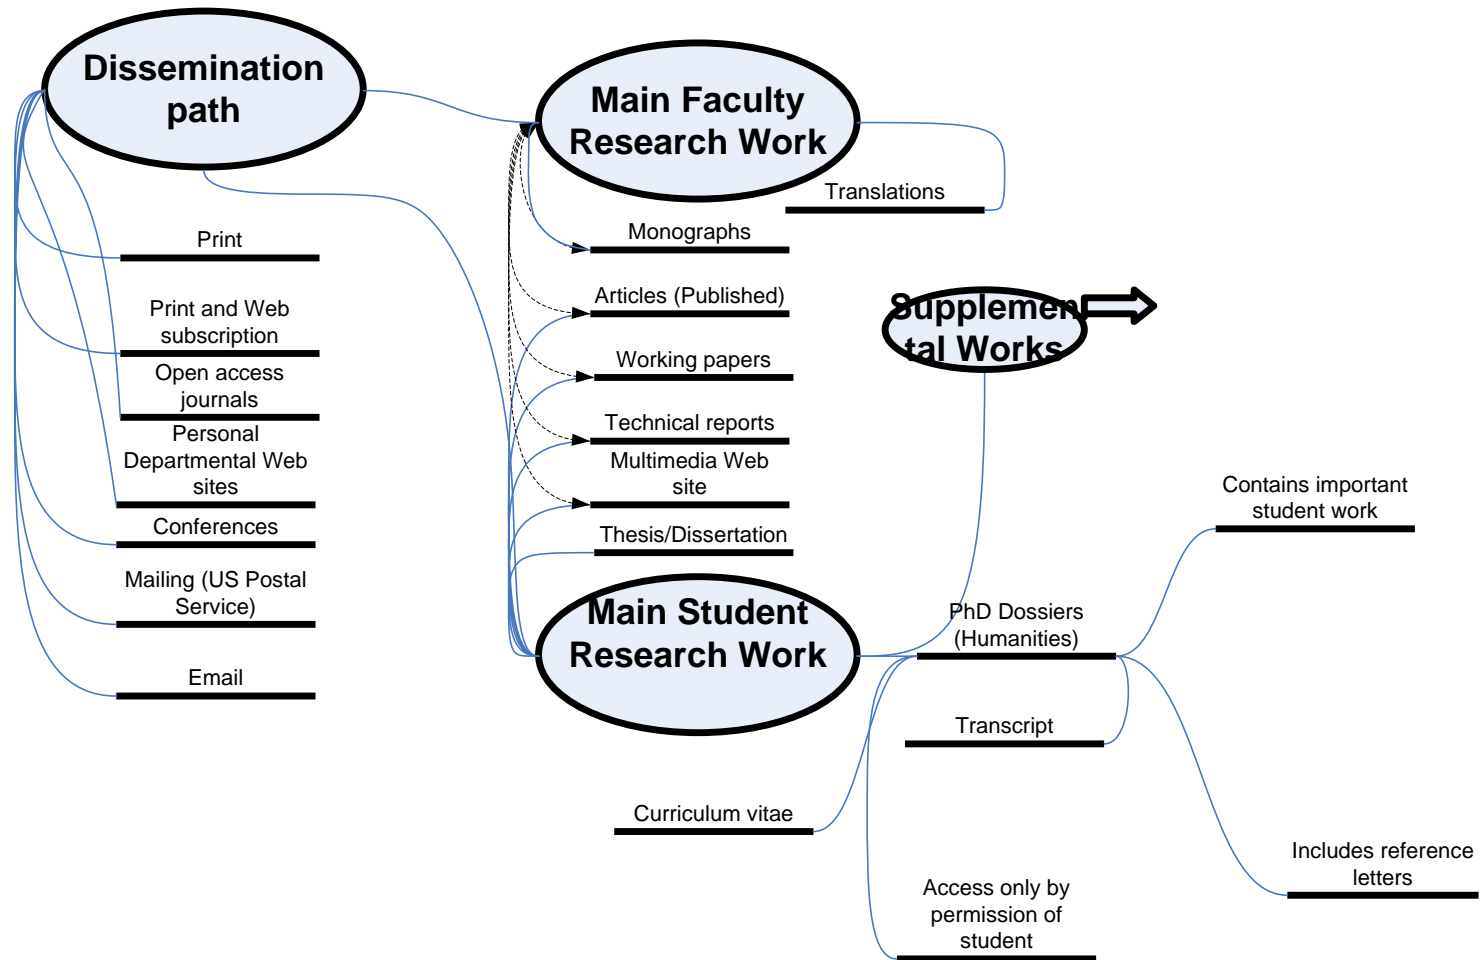 Dissemination
path
Print
Print and Web
subscription
Open access
journals
Personal
Departmental Web
sites
Conferences
Mailing (US Postal
Service)
Email
Main Faculty
Research Work
Translations
Monographs
Articles (Published)
Working papers
Technical reports
Multimedia Web
site
Thesis/Dissertation
Main Student
Research Work
Supplemen
tal Works
PhD Dossiers
(Humanities)
Contains important
student work
Transcript
Curriculum vitae
Includes reference
letters
Access only by
permission of
student